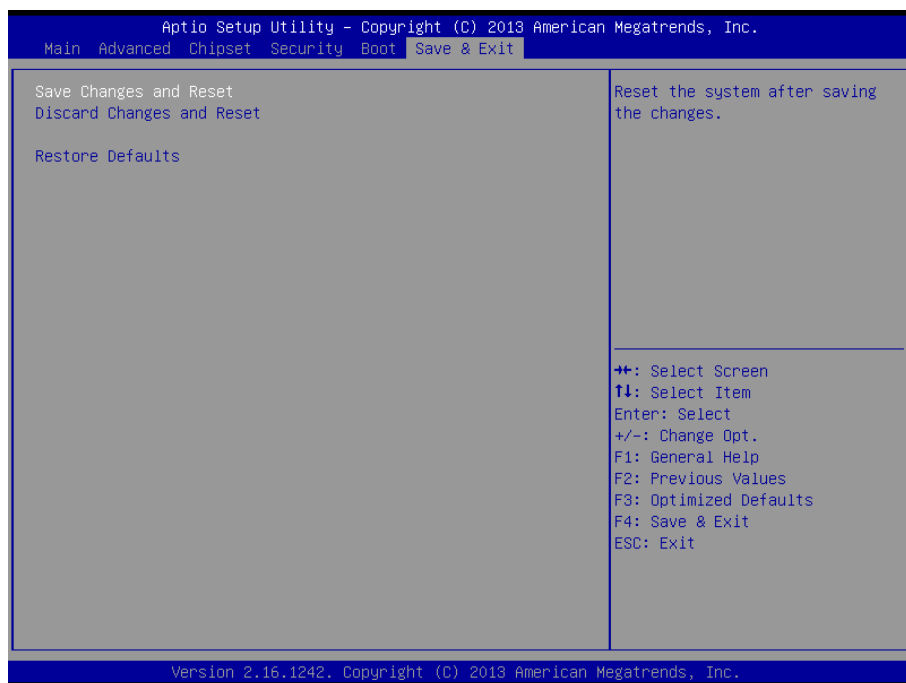 Aptio Setup Utility – Copyright (C) 2013 American Megatrends, Inc.
Main Advanced Chipset Security Boot Save & Exit
Save Changes and Reset
Discard Changes and Reset
Restore Defaults
Reset the system after saving
the changes.
→←: Select Screen
↑↓: Select Item
Enter: Select
+/-: Change Opt.
F1: General Help
F2: Previous Values
F3: Optimized Defaults
F4: Save & Exit
ESC: Exit
Version 2.16.1242. Copyright (C) 2013 American Megatrends, Inc.